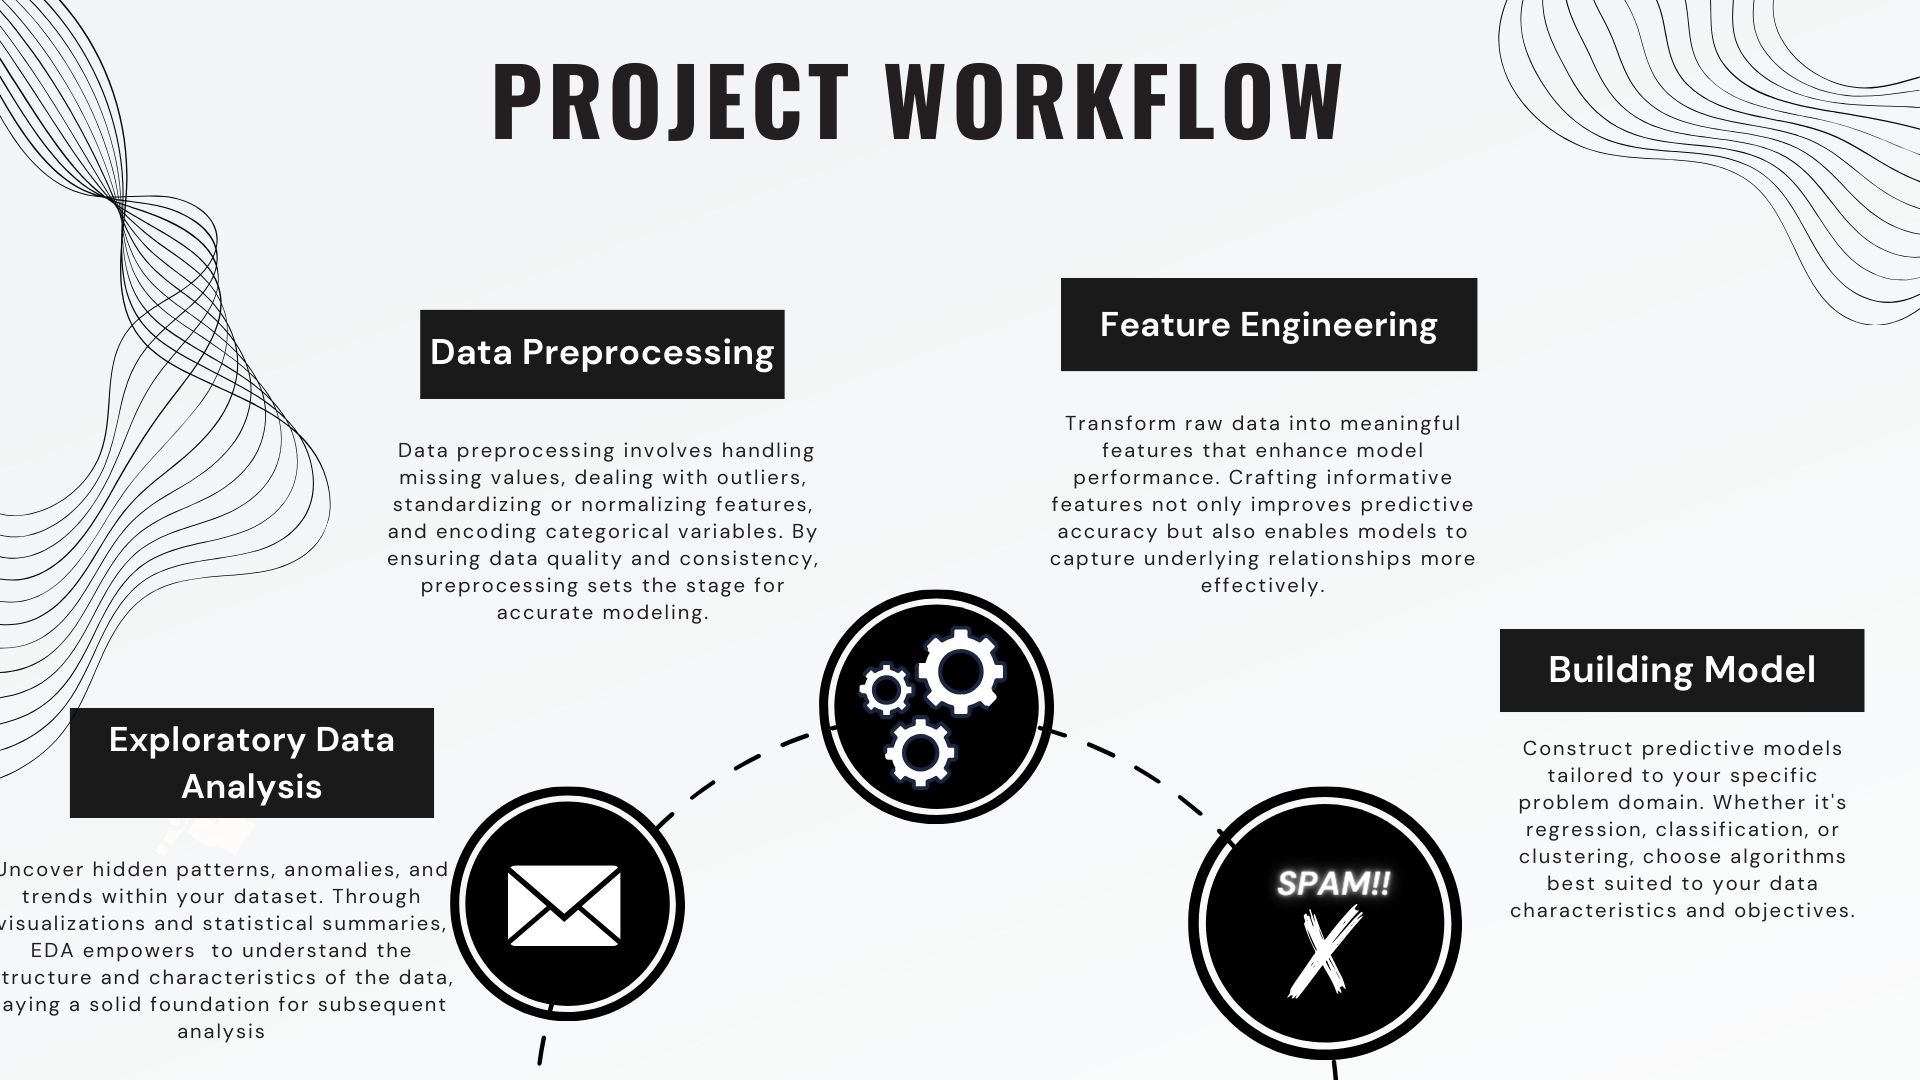 PROJECT WORKFLOW
Data Preprocessing
Data preprocessing involves handling
missing values, dealing with outliers,
standardizing or normalizing features,
and encoding categorical variables. By
ensuring data quality and consistency,
preprocessing sets the stage for
accurate modeling.
Feature Engineering
Transform raw data into meaningful
features that enhance model
performance. Crafting informative
features not only improves predictive
accuracy but also enables models to
capture underlying relationships more
effectively.
Exploratory Data
Analysis
Uncover hidden patterns, anomalies, and
trends within your dataset. Through
visualizations and statistical summaries,
EDA empowers  to understand the
tructure and characteristics of the data,
aying a solid foundation for subsequent
analysis
SPAM!!
X
Building Model
Construct predictive models
tailored to your specific
problem domain. Whether it's
regression, classification, or
clustering, choose algorithms
best suited to your data
characteristics and objectives.